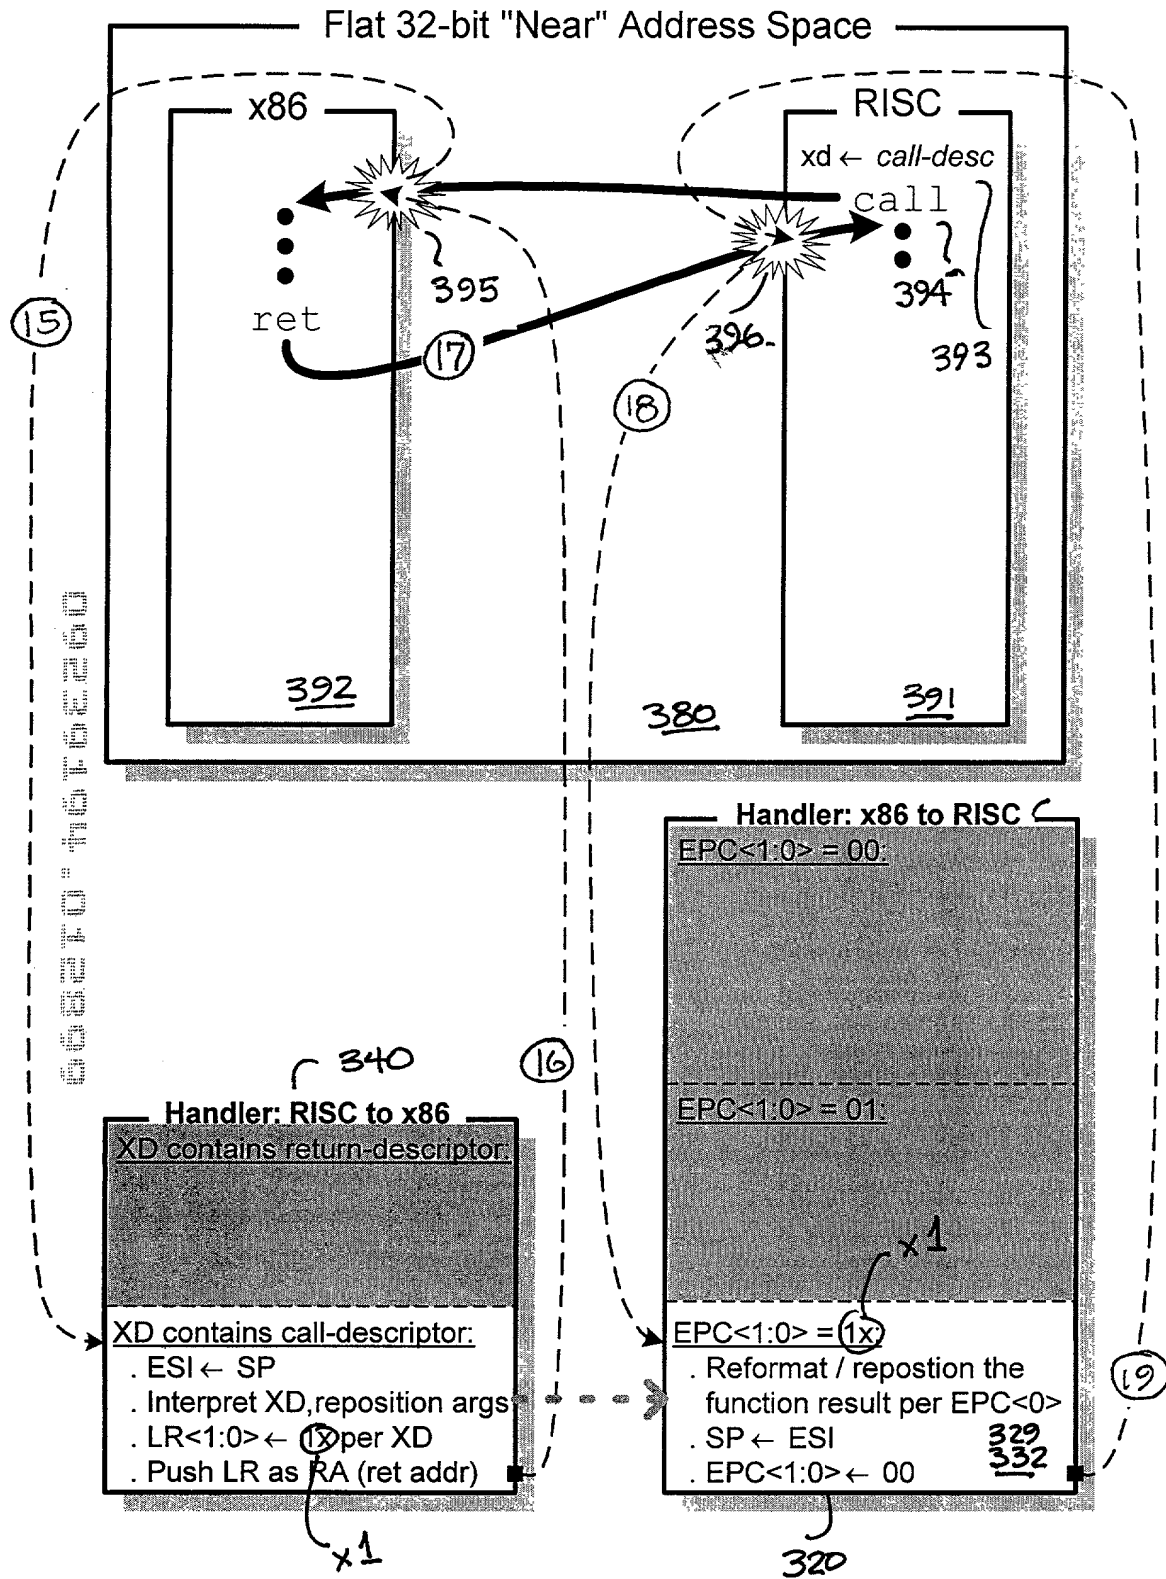 Flat 32-bit "Near" Address Space
x86
RISC
xd ← call-desc
call
395
394
393
396
15
ret
17
18
392
380
391
Handler: x86 to RISC
EPC<1:0> = 00:
EPC<1:0> = 01:
x1
EPC<1:0> = 1x:
. Reformat / repostion the
function result per EPC<0>
. SP ← ESI
329
. EPC<1:0> ← 00
332
320
19
16
340
Handler: RISC to x86
XD contains return-descriptor:
XD contains call-descriptor:
. ESI ← SP
. Interpret XD, reposition args
. LR<1:0> ← 1x per XD
. Push LR as RA (ret addr)
x1